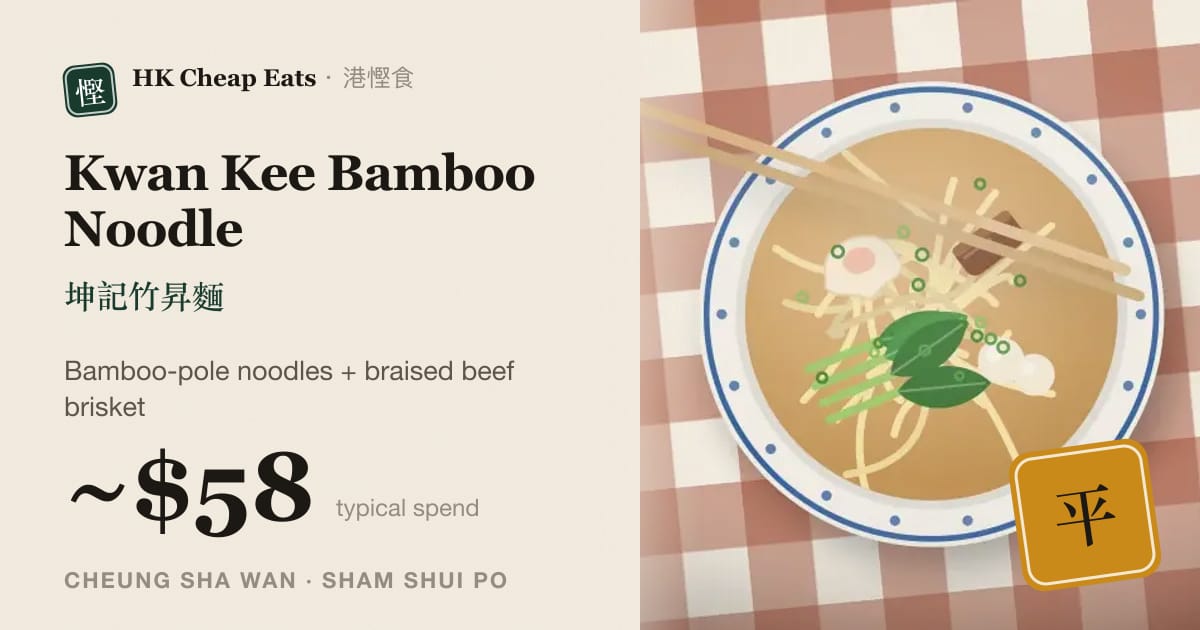 慳
HK Cheap Eats · 港慳食
Kwan Kee Bamboo
Noodle
坤記竹昇麵
Bamboo-pole noodles + braised beef
brisket
~$58 typical spend
CHEUNG SHA WAN · SHAM SHUI PO
平